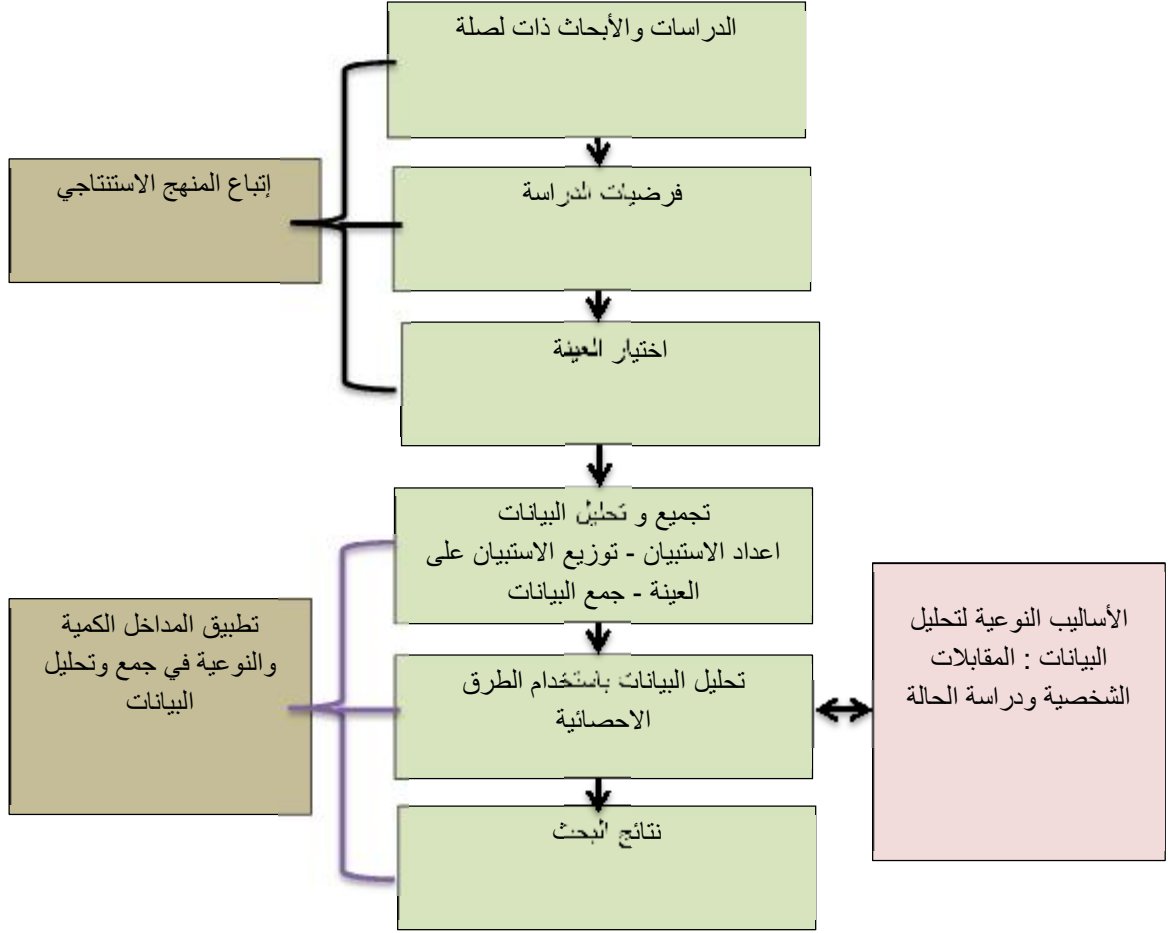 الدراسات والأبحاث ذات لصلة
إتباع المنهج الاستنتاجي
فرضيات الدراسة
اختيار العينة
تجميع و تحليل البيانات
اعداد الاستبيان - توزيع الاستبيان على
العينة - جمع البيانات
تطبيق المداخل الكمية
والنوعية في جمع وتحليل
البيانات
تحليل البيانات باستخدام الطرق
الاحصائية
الأساليب النوعية لتحليل
البيانات : المقابلات
الشخصية ودراسة الحالة
نتائج البحث